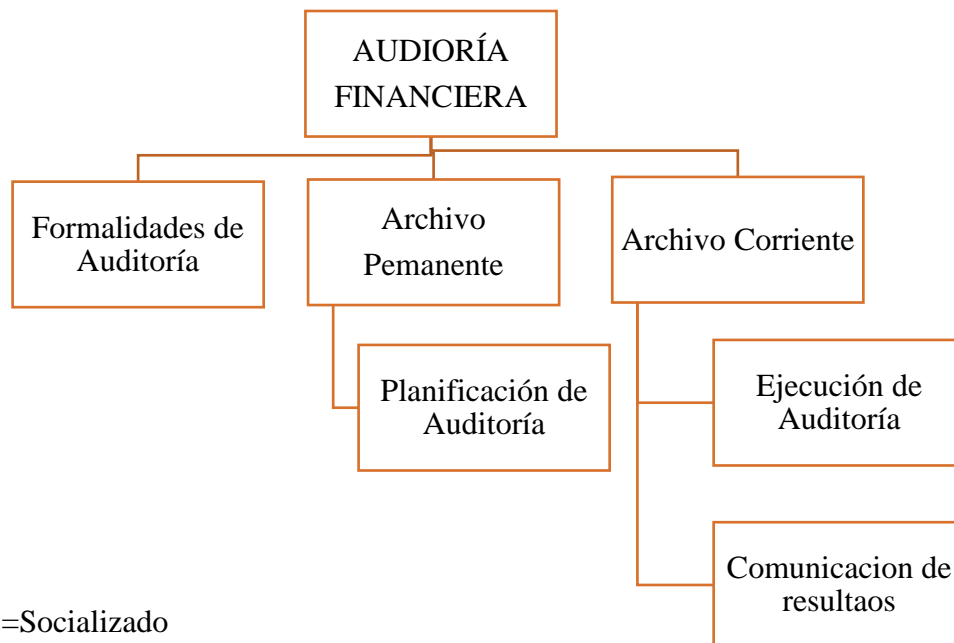 AUDIORÍA
FINANCIERA
Formalidades de
Auditoría
Archivo
Pemanente
Archivo Corriente
Planificación de
Auditoría
Ejecución de
Auditoría
Comunicacion de
resultaos
=Socializado